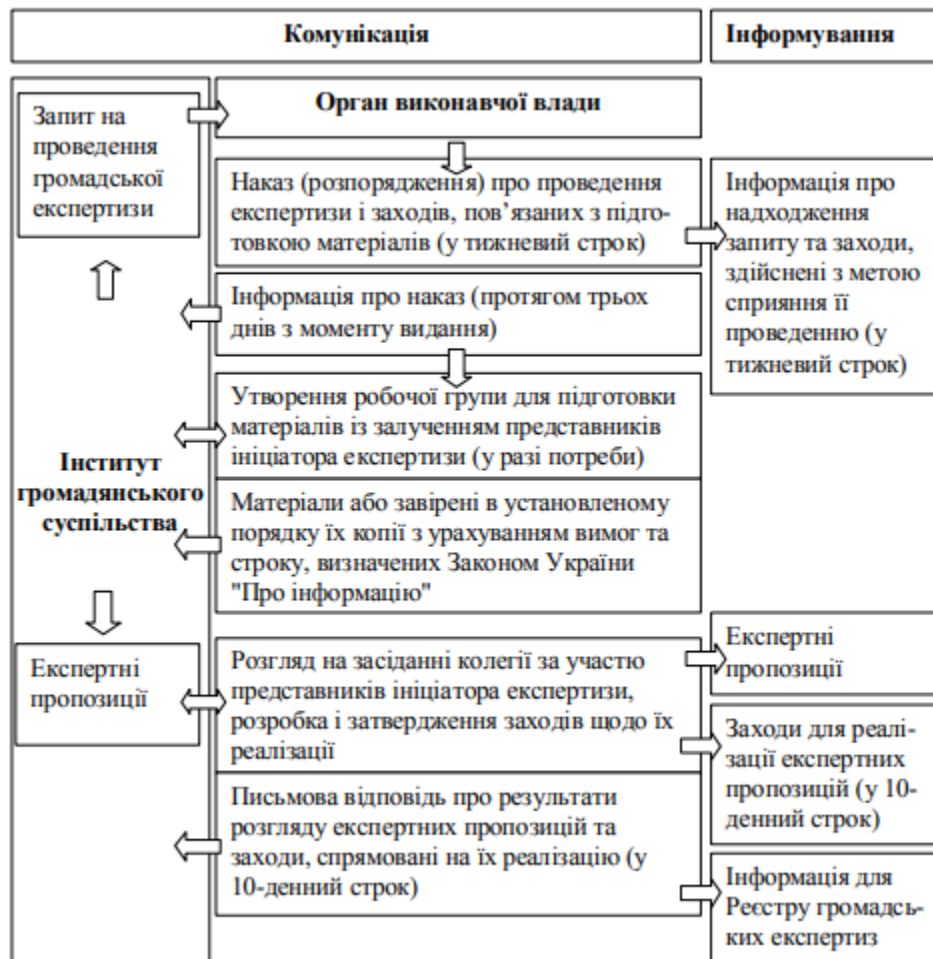 Комунікація
Інформування
Запит на
проведення
громадської
експертизи
Орган виконавчої влади
Наказ (розпорядження) про проведення
експертизи і заходів, пов’язаних з підго-
товкою матеріалів (у тижневий строк)
Інформація про
надходження
запиту та заходи,
здійснені з метою
сприяння її
проведенню (у
тижневий строк)
Інформація про наказ (протягом трьох
днів з моменту видання)
Утворення робочої групи для підготовки
матеріалів із залученням представників
ініціатора експертизи (у разі потреби)
Інститут
громадянського
суспільства
Матеріали або завірені в установленому
порядку їх копії з урахуванням вимог та
строку, визначених Законом України
"Про інформацію"
Експертні
пропозиції
Розгляд на засіданні колегії за участю
представників ініціатора експертизи,
розробка і затвердження заходів щодо їх
реалізації
Експертні
пропозиції
Заходи для реалі-
зації експертних
пропозицій (у 10-
денний строк)
Письмова відповідь про результати
розгляду експертних пропозицій та
заходи, спрямовані на їх реалізацію (у
10-денний строк)
Інформація для
Реєстру громадсь-
ких експертиз